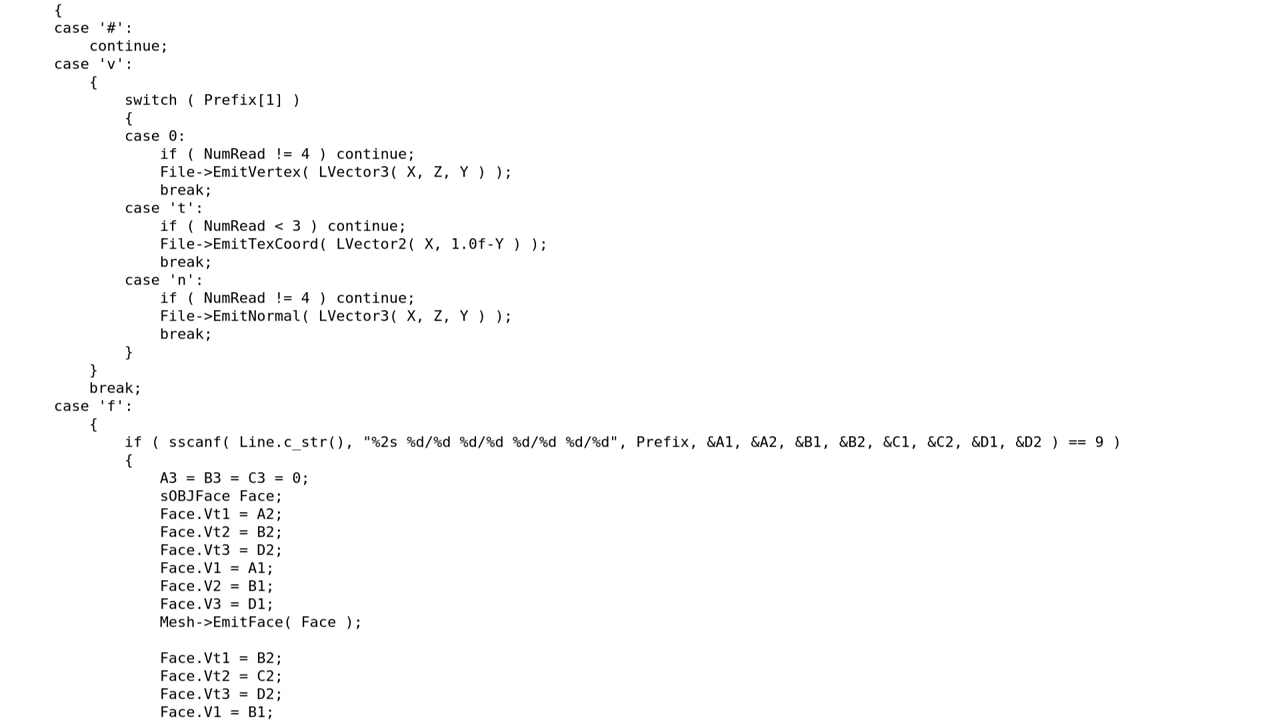 {
case '#':
continue;
case 'v':
{
switch ( Prefix[1] )
{
case 0:
if ( NumRead != 4 ) continue;
File->EmitVertex( LVector3( X, Z, Y ) );
break;
case 't':
if ( NumRead < 3 ) continue;
File->EmitTexCoord( LVector2( X, 1.0f-Y ) );
break;
case 'n':
if ( NumRead != 4 ) continue;
File->EmitNormal( LVector3( X, Z, Y ) );
break;
}
}
break;
case 'f':
{
if ( sscanf( Line.c_str(), "%2s %d/%d %d/%d %d/%d %d/%d", Prefix, &A1, &A2, &B1, &B2, &C1, &C2, &D1, &D2 ) == 9 )
{
A3 = B3 = C3 = 0;
sOBJFace Face;
Face.Vt1 = A2;
Face.Vt2 = B2;
Face.Vt3 = D2;
Face.V1 = A1;
Face.V2 = B1;
Face.V3 = D1;
Mesh->EmitFace( Face );
Face.Vt1 = B2;
Face.Vt2 = C2;
Face.Vt3 = D2;
Face.V1 = B1;